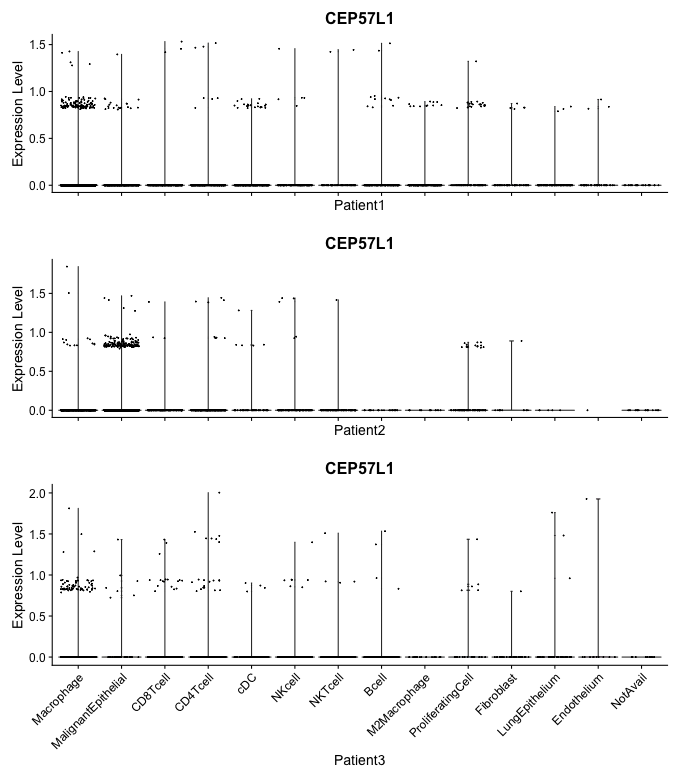 CEP57L1
Expression Level
1.5
1.0
0.5
0.0
Patient1
CEP57L1
Expression Level
1.5
1.0
0.5
0.0
Patient2
CEP57L1
Expression Level
2.0
1.5
1.0
0.5
0.0
Macrophage
MalignantEpithelial
CD8Tcell
CD4Tcell
cDC
NKcell
NKTcell
Bcell
M2Macrophage
ProliferatingCell
Fibroblast
LungEpithelium
Endothelium
NotAvail
Patient3